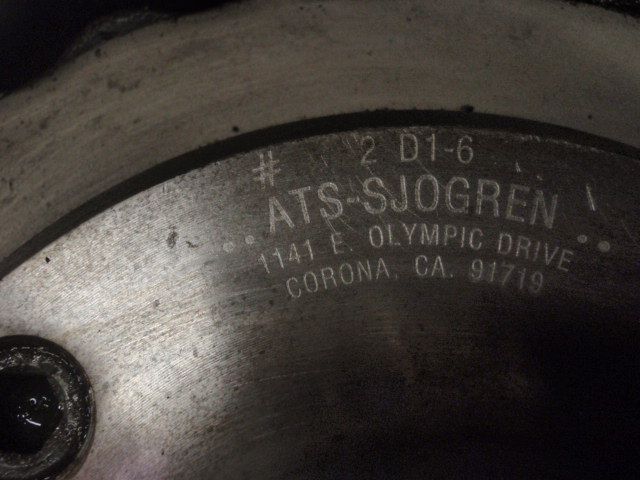 # 2 D1-6
ATS-SJOGREN
1141 E. OLYMPIC DRIVE
CORONA, CA. 91719